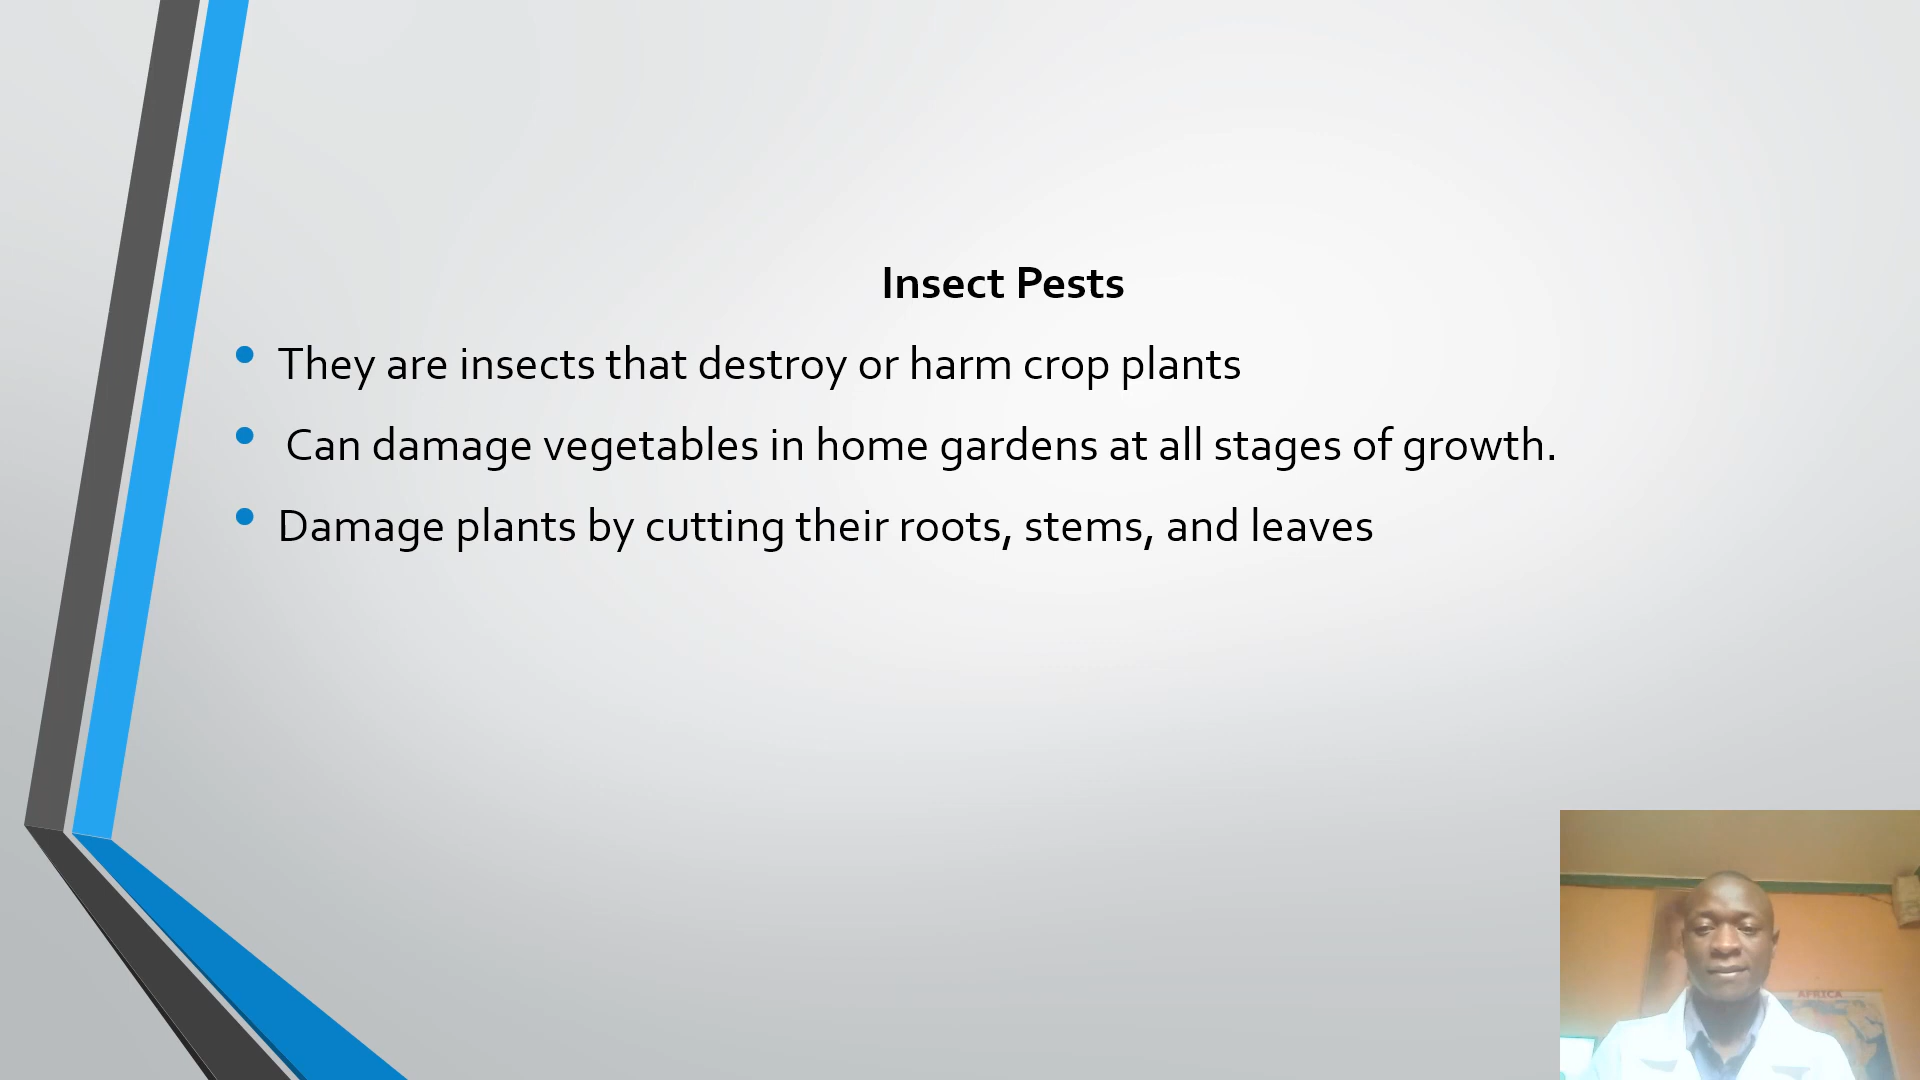 Insect Pests
• They are insects that destroy or harm crop plants
• Can damage vegetables in home gardens at all stages of growth.
• Damage plants by cutting their roots, stems, and leaves
AFRICA